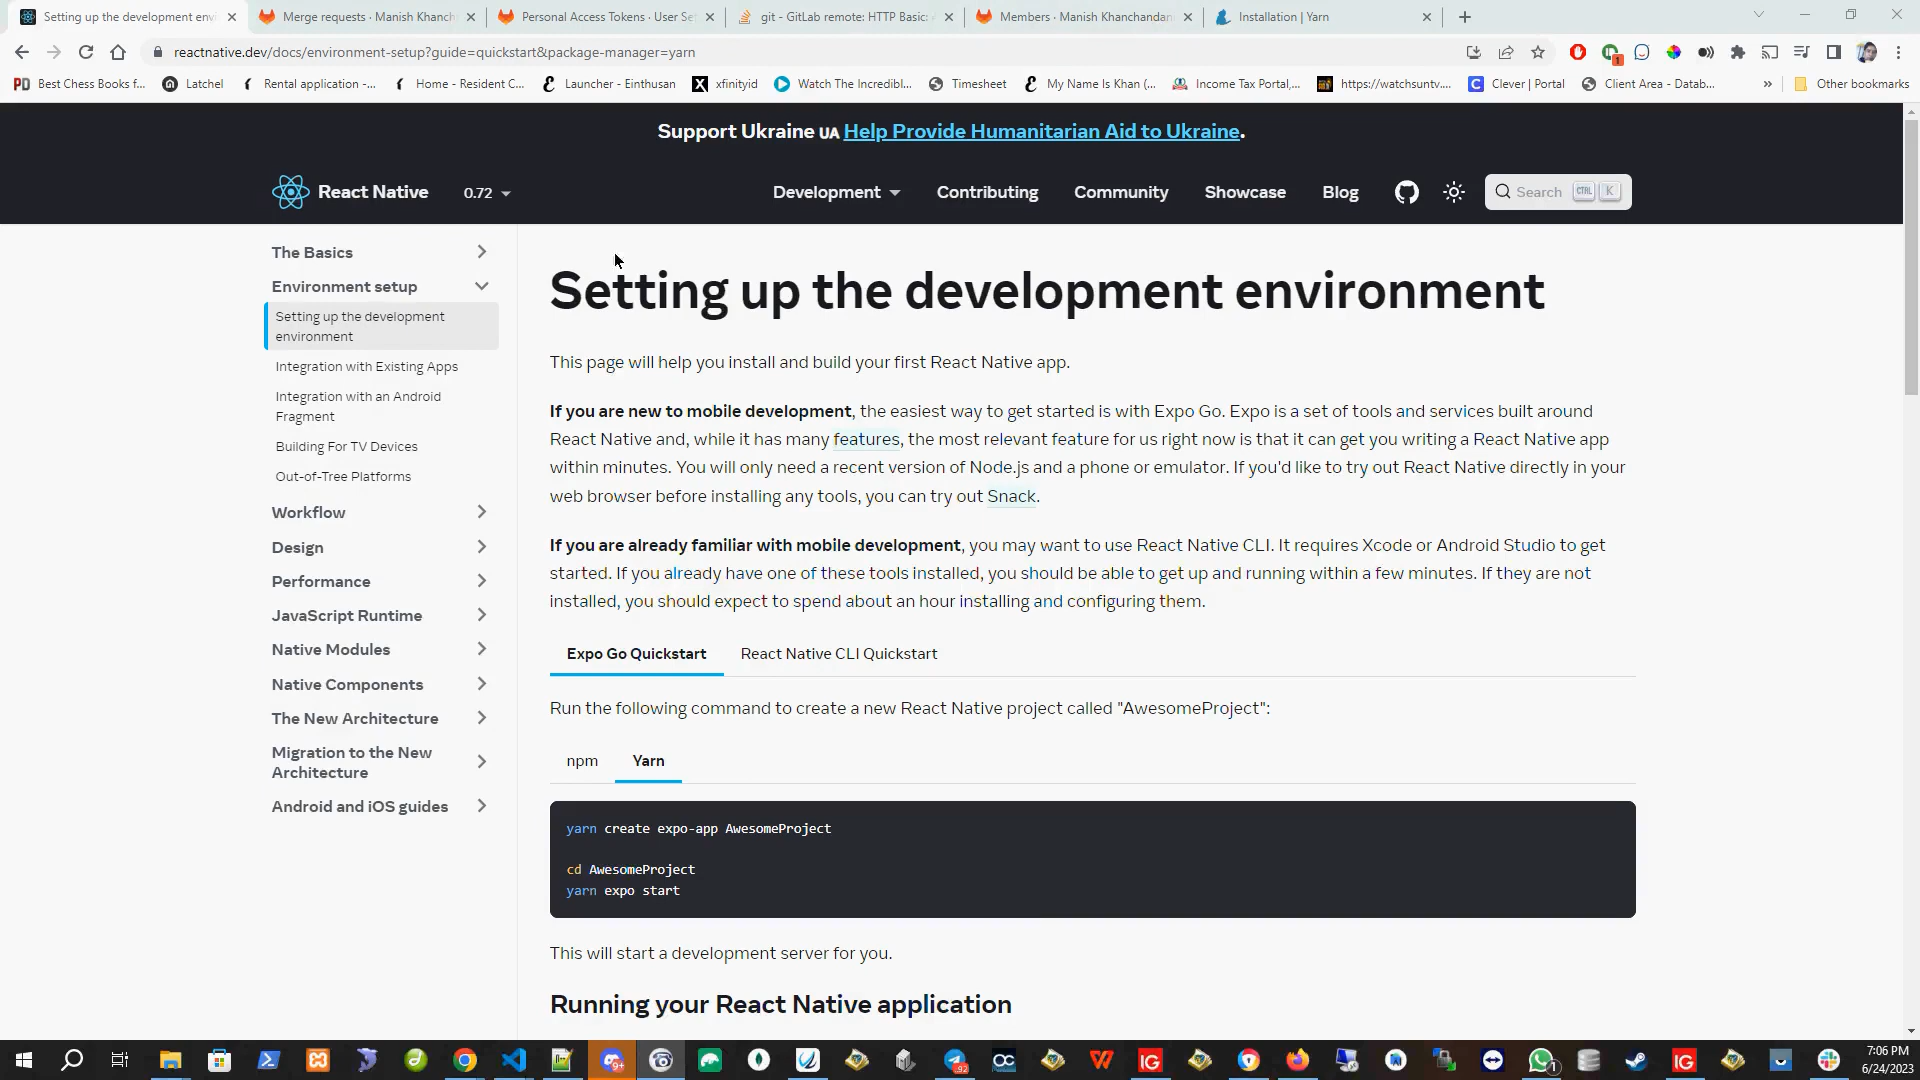 Setting up the development envi
Merge requests · Manish Khanch
Personal Access Tokens · User Se
git - GitLab remote: HTTP Basic:
Members · Manish Khanchandan
Installation | Yarn
reactnative.dev/docs/environment-setup?guide=quickstart&package-manager=yarn
1
PD Best Chess Books f...
Latchel
Rental application -...
Home - Resident C...
Launcher - Einthusan
xfinityid
Watch The Incredibl...
Timesheet
My Name Is Khan (...
Income Tax Portal,...
https://watchsuntv....
Clever | Portal
Client Area - Datab...
»
Other bookmarks
Support Ukraine UA Help Provide Humanitarian Aid to Ukraine.
React Native
0.72
Development
Contributing
Community
Showcase
Blog
Search CTRL K
The Basics
Environment setup
Setting up the development
environment
Integration with Existing Apps
Integration with an Android
Fragment
Building For TV Devices
Out-of-Tree Platforms
Workflow
Design
Performance
JavaScript Runtime
Native Modules
Native Components
The New Architecture
Migration to the New
Architecture
Android and iOS guides
Setting up the development environment
This page will help you install and build your first React Native app.
If you are new to mobile development, the easiest way to get started is with Expo Go. Expo is a set of tools and services built around
React Native and, while it has many features, the most relevant feature for us right now is that it can get you writing a React Native app
within minutes. You will only need a recent version of Node.js and a phone or emulator. If you'd like to try out React Native directly in your
web browser before installing any tools, you can try out Snack.
If you are already familiar with mobile development, you may want to use React Native CLI. It requires Xcode or Android Studio to get
started. If you already have one of these tools installed, you should be able to get up and running within a few minutes. If they are not
installed, you should expect to spend about an hour installing and configuring them.
Expo Go Quickstart
React Native CLI Quickstart
Run the following command to create a new React Native project called "AwesomeProject":
npm
Yarn
yarn create expo-app AwesomeProject
cd AwesomeProject
yarn expo start
This will start a development server for you.
Running your React Native application
9+
92
OC
IG
1
IG
7:06 PM
6/24/2023